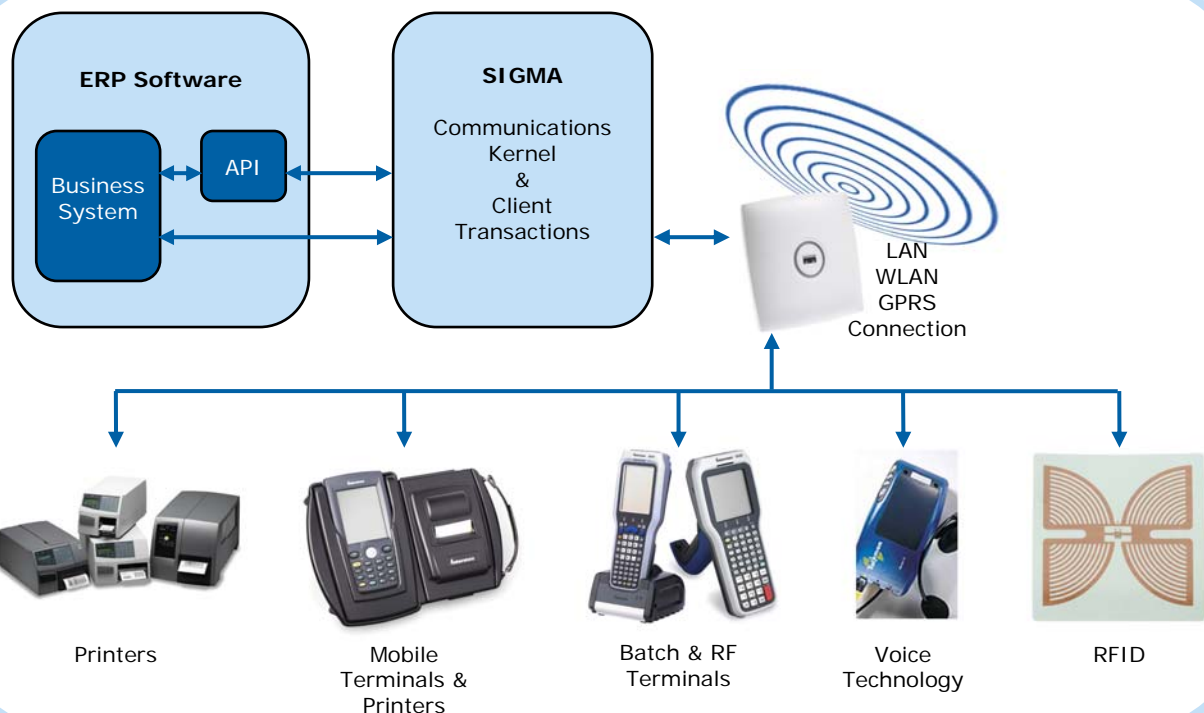 ERP Software
Business
System
API
SIGMA
Communications
Kernel
&
Client
Transactions
LAN
WLAN
GPRS
Connection
Printers
Mobile
Terminals &
Printers
Batch & RF
Terminals
Voice
Technology
RFID